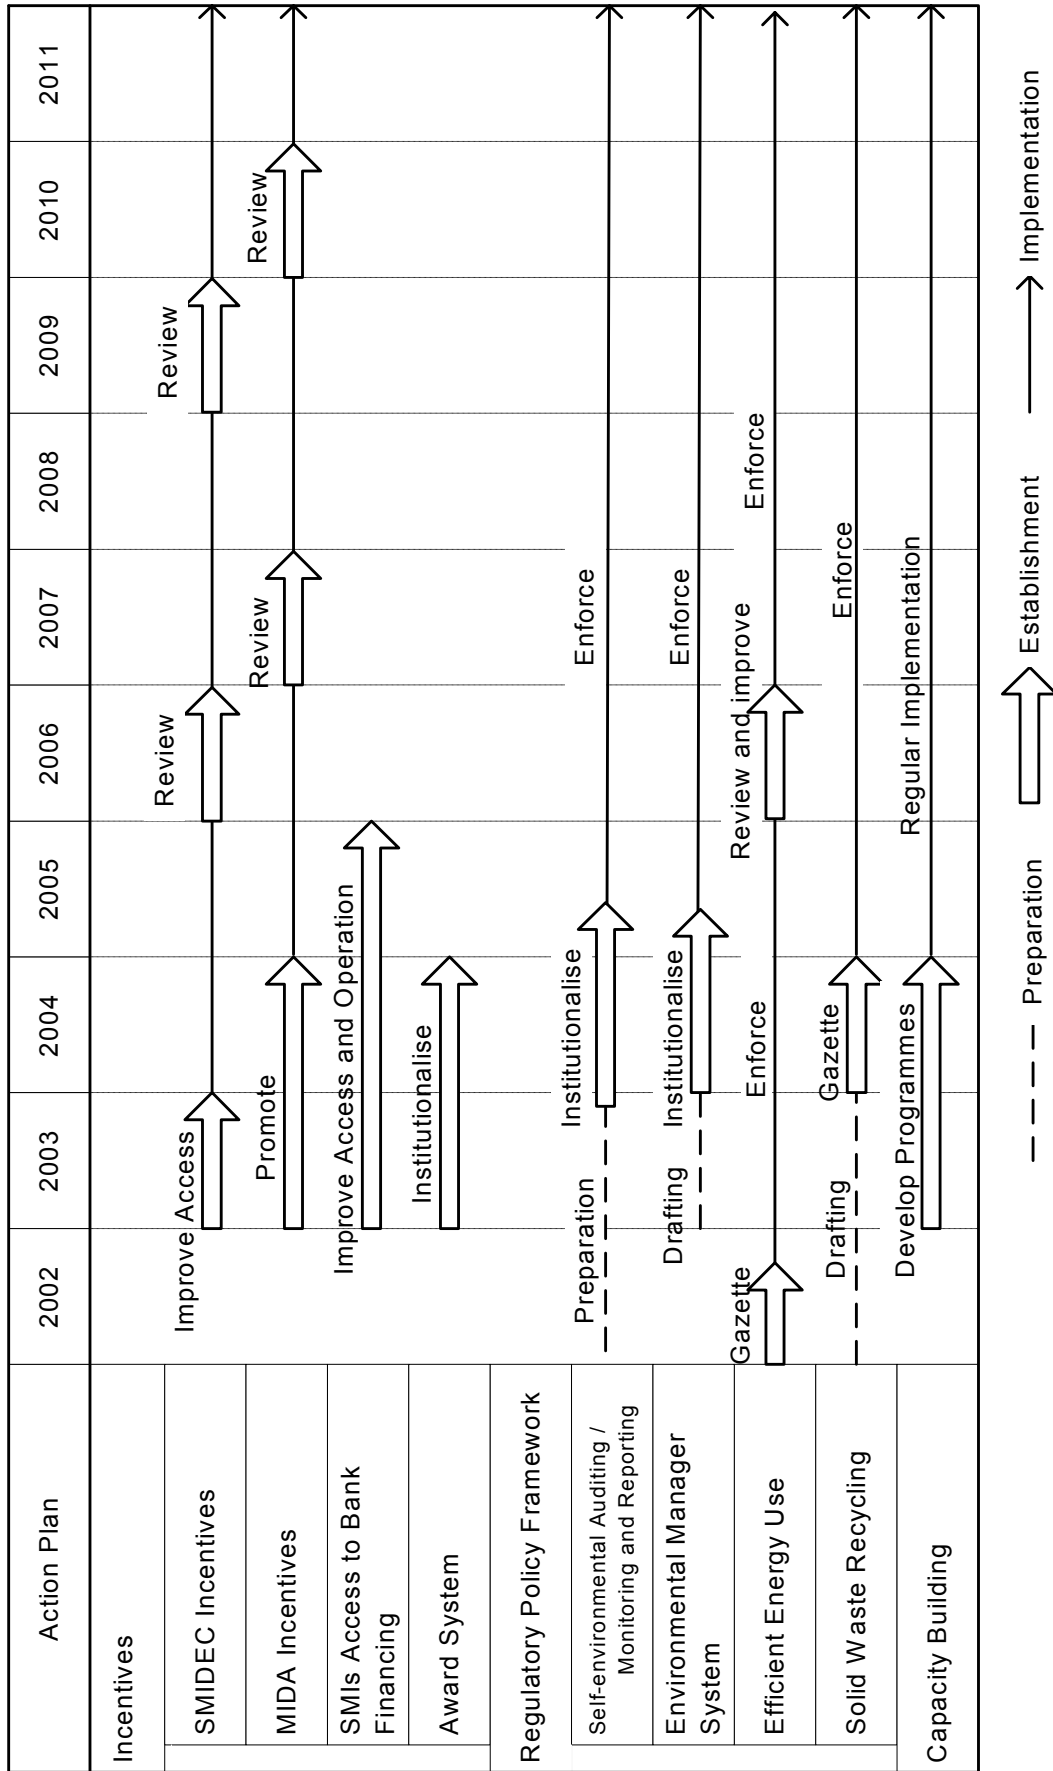 Action Plan
2002
2003
2004
2005
2006
2007
2008
2009
2010
2011
Incentives
SMIDEC Incentives
Improve Access
Review
Review
MIDA Incentives
Promote
Review
Review
SMIs Access to Bank
Financing
Improve Access and Operation
Award System
Institutionalise
Regulatory Policy Framework
Self-environmental Auditing /
Monitoring and Reporting
Preparation
Institutionalise
Enforce
Environmental Manager
System
Drafting
Institutionalise
Enforce
Efficient Energy Use
Gazette
Enforce
Review and improve
Enforce
Solid Waste Recycling
Drafting
Gazette
Enforce
Capacity Building
Develop Programmes
Regular Implementation
Preparation
Establishment
Implementation